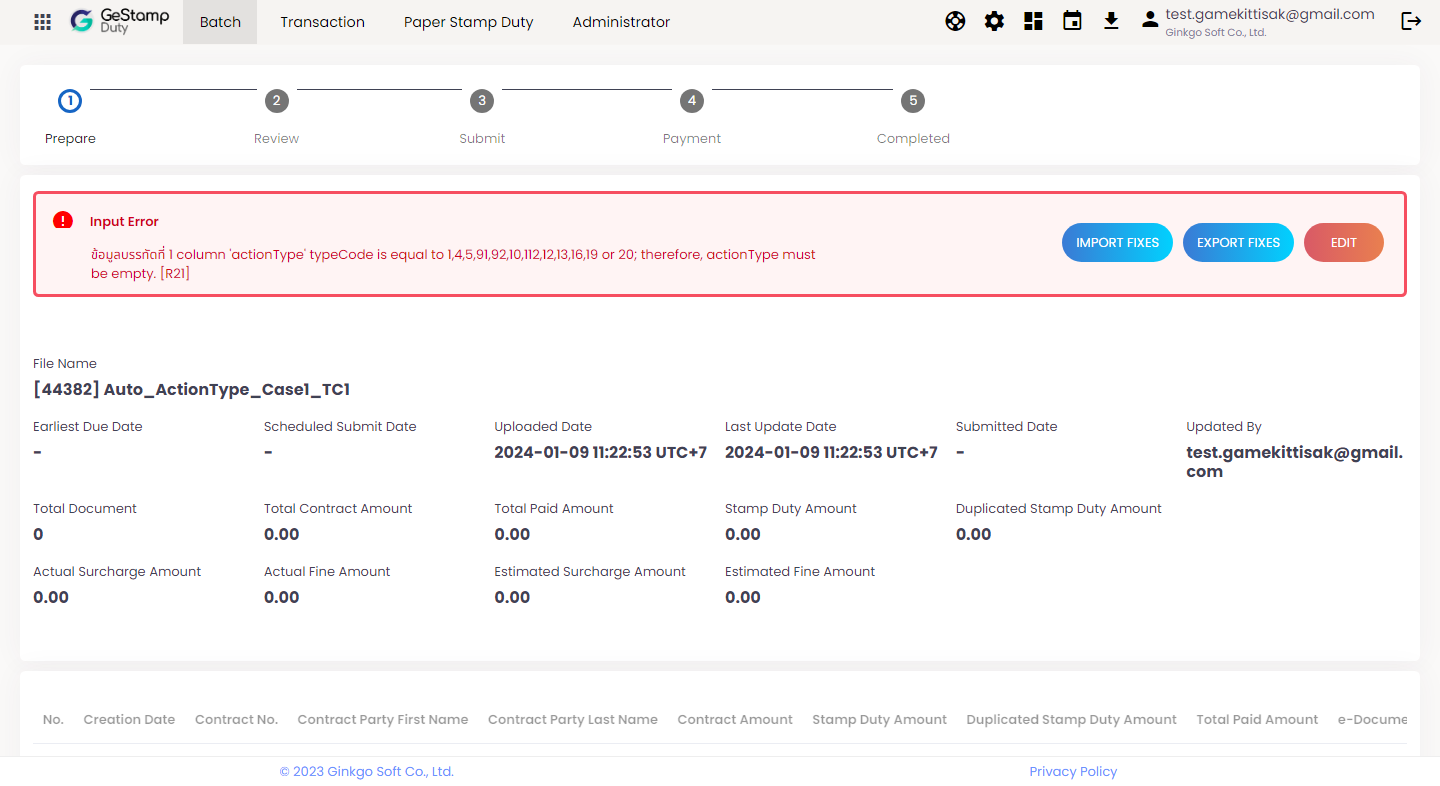 GeStamp
Duty
Batch
Transaction
Paper Stamp Duty
Administrator
test.gamekittisak@gmail.com
Ginkgo Soft Co., Ltd.
1
2
3
4
5
Prepare
Review
Submit
Payment
Completed
Input Error
ข้อมูลบรรทัดที่ 1 column 'actionType' typeCode is equal to 1,4,5,91,92,10,112,12,13,16,19 or 20; therefore, actionType must
be empty. [R21]
IMPORT FIXES
EXPORT FIXES
EDIT
File Name
[44382] Auto_ActionType_Case1_TC1
Earliest Due Date
Scheduled Submit Date
Uploaded Date
Last Update Date
Submitted Date
Updated By
-
-
2024-01-09 11:22:53 UTC+7
2024-01-09 11:22:53 UTC+7
-
test.gamekittisak@gmail.
com
Total Document
Total Contract Amount
Total Paid Amount
Stamp Duty Amount
Duplicated Stamp Duty Amount
0
0.00
0.00
0.00
0.00
Actual Surcharge Amount
Actual Fine Amount
Estimated Surcharge Amount
Estimated Fine Amount
0.00
0.00
0.00
0.00
No.
Creation Date
Contract No.
Contract Party First Name
Contract Party Last Name
Contract Amount
Stamp Duty Amount
Duplicated Stamp Duty Amount
Total Paid Amount
e-Docume
© 2023 Ginkgo Soft Co., Ltd.
Privacy Policy